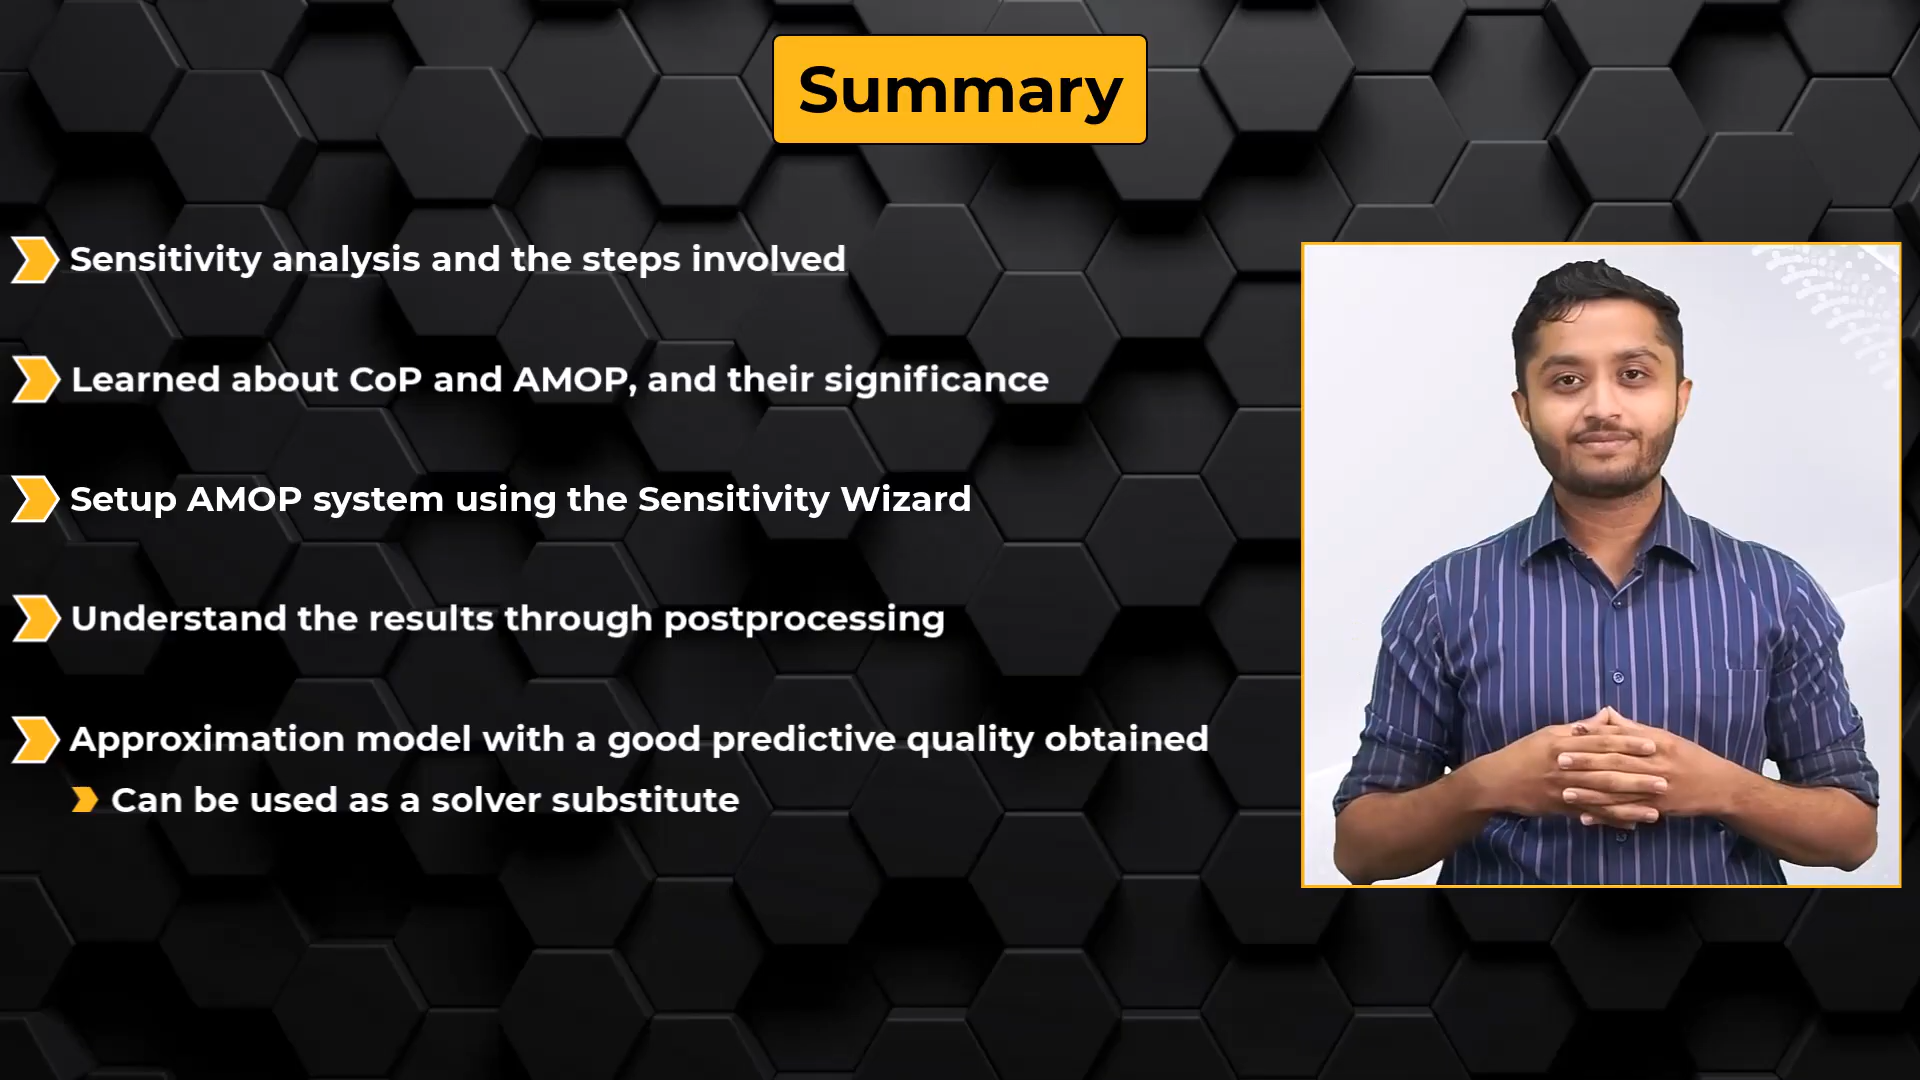 Summary
Sensitivity analysis and the steps involved
Learned about CoP and AMOP, and their significance
Setup AMOP system using the Sensitivity Wizard
Understand the results through postprocessing
Approximation model with a good predictive quality obtained
Can be used as a solver substitute